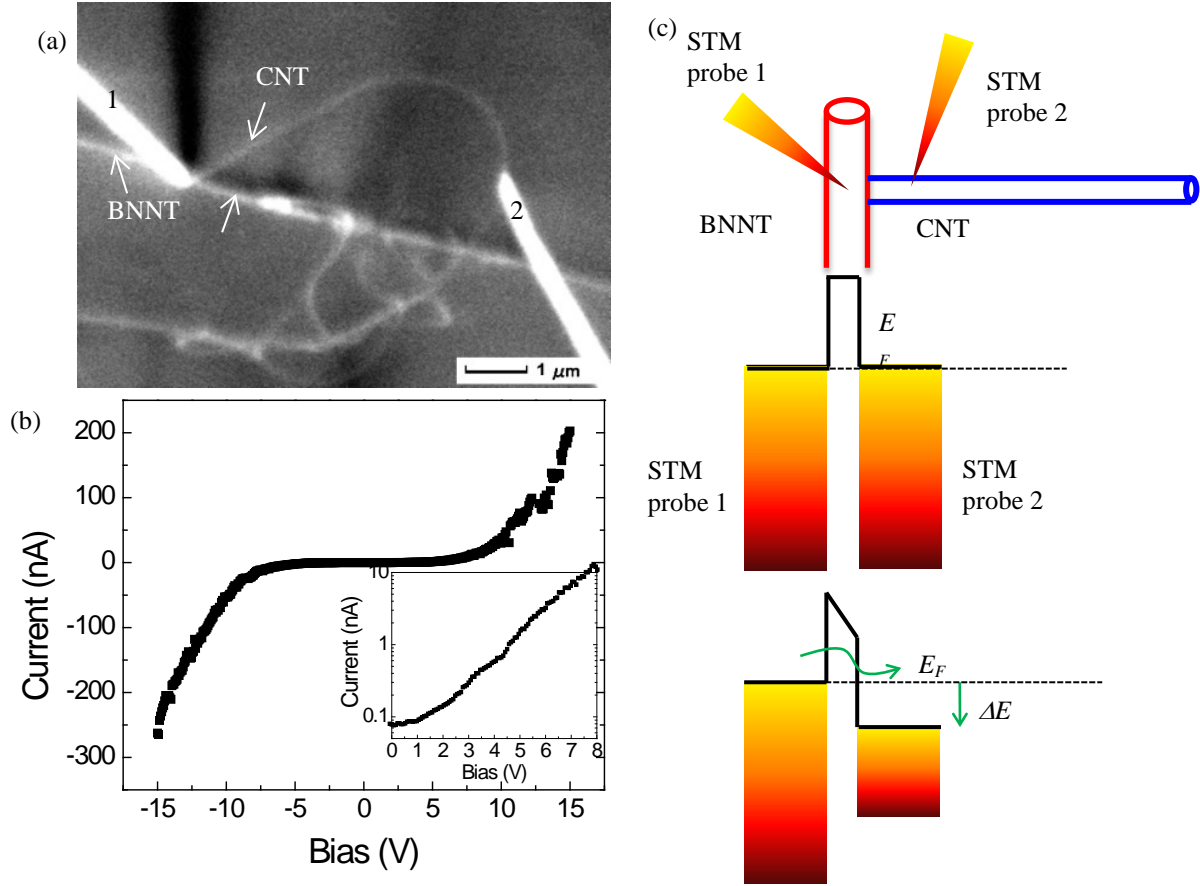 (a)
CNT
1
BNNT
2
1 μm
(b)
200
100
0
-100
-200
-300
Current (nA)
-15
-10
-5
0
5
10
15
Bias (V)
10
1
0.1
Current (nA)
0
1
2
3
4
5
6
7
8
Bias (V)
(c)
STM
probe 1
STM
probe 2
BNNT
CNT
E
F
STM
probe 1
STM
probe 2
EF
ΔE